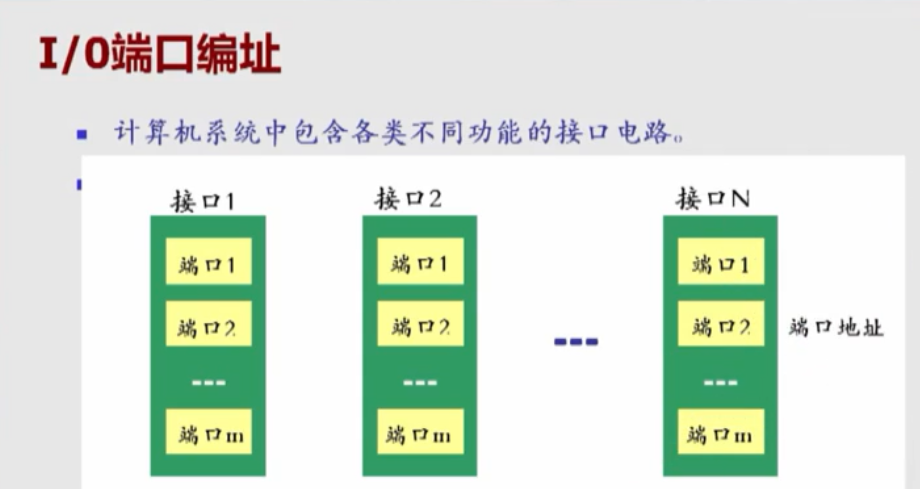 I/O端口编址
计算机系统中包含各类不同功能的接口电路。
接口1 接口2 接口N
端口1 端口1 端口1
端口2 端口2 --- 端口2 端口地址
--- --- ---
端口m 端口m 端口m